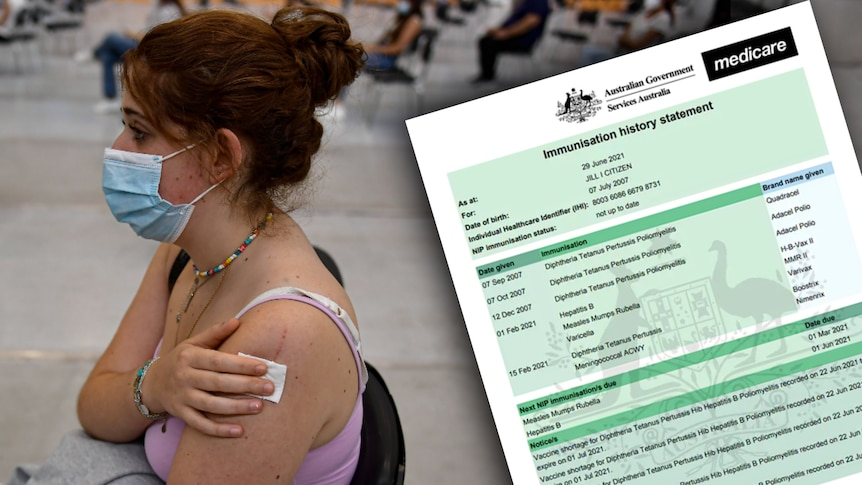 medicare
Australian Government
Services Australia
Immunisation history statement
As at: 29 June 2021
For: JILL I CITIZEN
Date of birth: 07 July 2007
Individual Healthcare Identifier (IHI): 8003 6086 6679 8731
NIP immunisation status: not up to date
Date given Immunisation Brand name given
07 Sep 2007 Diphtheria Tetanus Pertussis Poliomyelitis Quadracel
07 Oct 2007 Diphtheria Tetanus Pertussis Poliomyelitis Adacel Polio
12 Dec 2007 Diphtheria Tetanus Pertussis Poliomyelitis Adacel Polio
01 Feb 2021 Hepatitis B H-B-Vax II
Measles Mumps Rubella MMR II
Varicella Varivax
15 Feb 2021 Diphtheria Tetanus Pertussis Boostrix
Meningococcal ACWY Nimenrix
Next NIP immunisation/s due Date due
Measles Mumps Rubella 01 Mar 2021
Hepatitis B 01 Jun 2021
Notice/s
Vaccine shortage for Diphtheria Tetanus Pertussis Hib Hepatitis B Poliomyelitis recorded on 22 Jun 2021
expire on 01 Jul 2021.
Vaccine shortage for Diphtheria Tetanus Pertussis Hib Hepatitis B Poliomyelitis recorded on 22 Jun
expire on 01 Jul 2021.
Vaccine shortage for Diphtheria Tetanus Pertussis Hib Hepatitis B Poliomyelitis recorded on 22